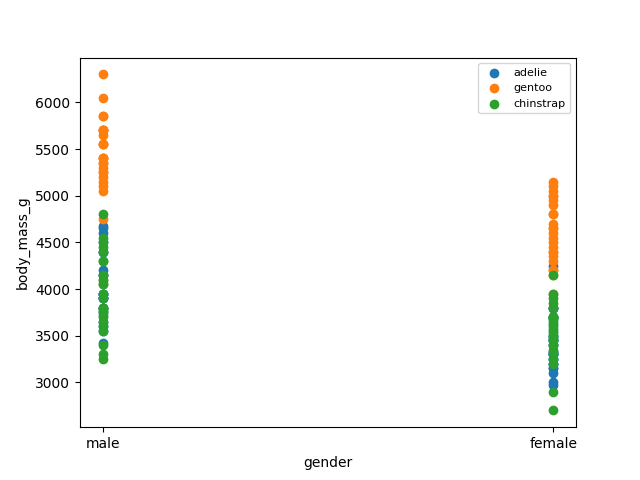 adelie
gentoo
chinstrap
6000
5500
5000
4500
4000
3500
3000
body_mass_g
male
female
gender